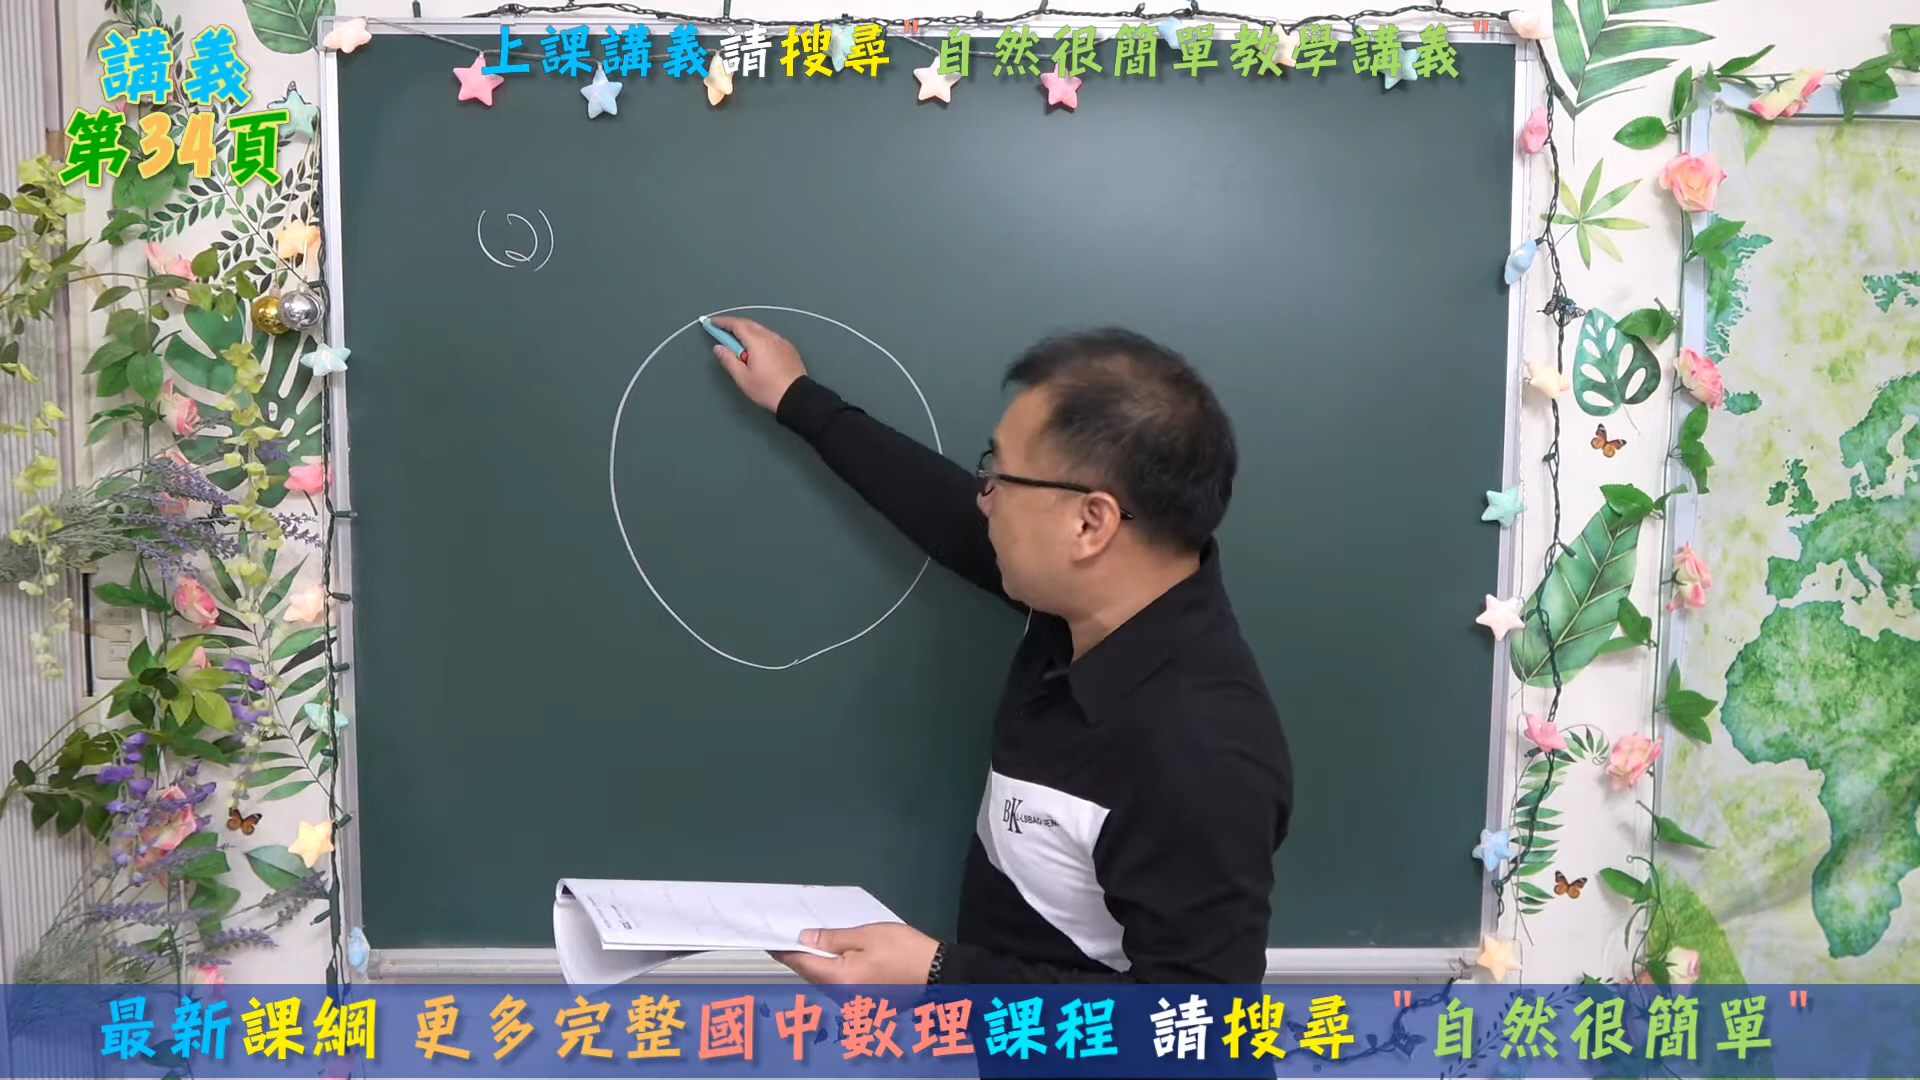 上課講義請搜尋"自然很簡單教學講義"
講義
第34頁
(2)
BK
最新課綱 更多完整國中數理課程 請搜尋"自然很簡單"